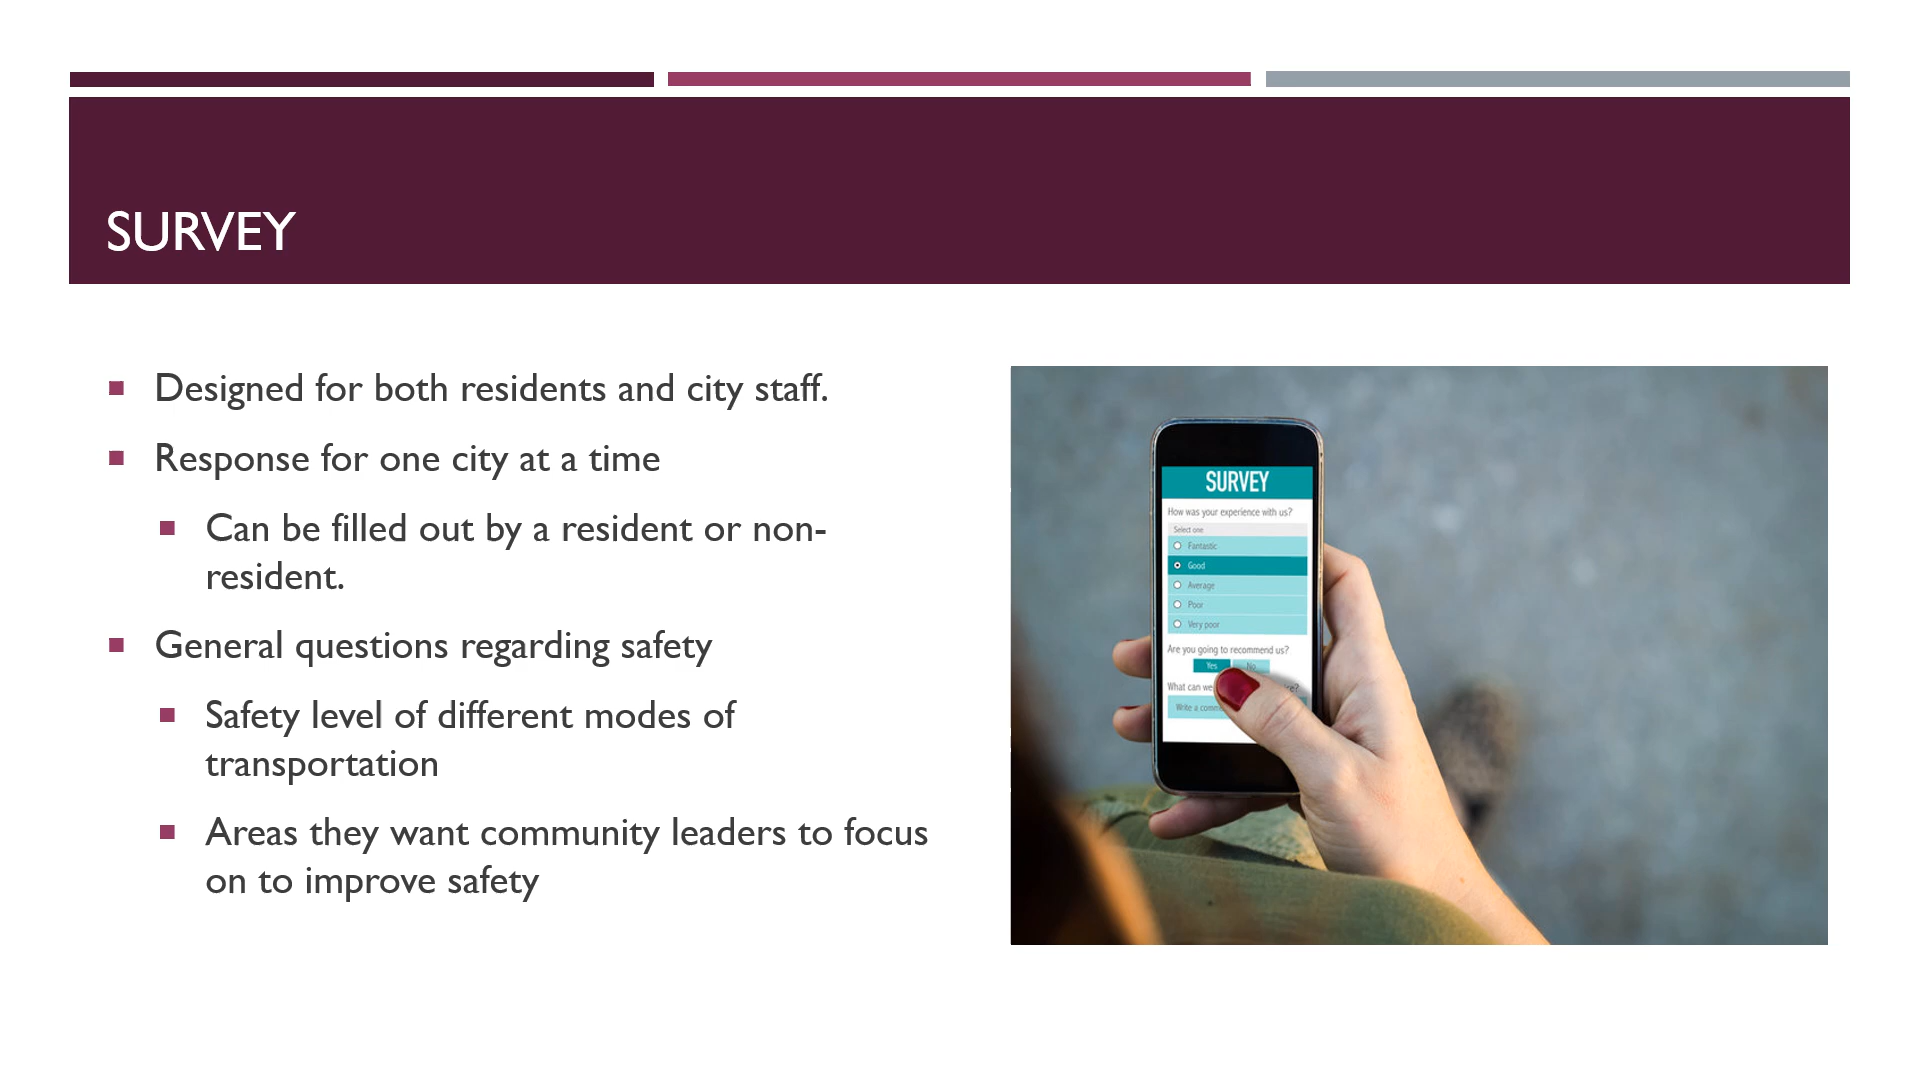 SURVEY
Designed for both residents and city staff.
Response for one city at a time
Can be filled out by a resident or non-
resident.
General questions regarding safety
Safety level of different modes of
transportation
Areas they want community leaders to focus
on to improve safety
SURVEY
How was your experience with us?
Select one
Fantastic
Good
Average
Poor
Very poor
Are you going to recommend us?
Yes No
What can we
Write a